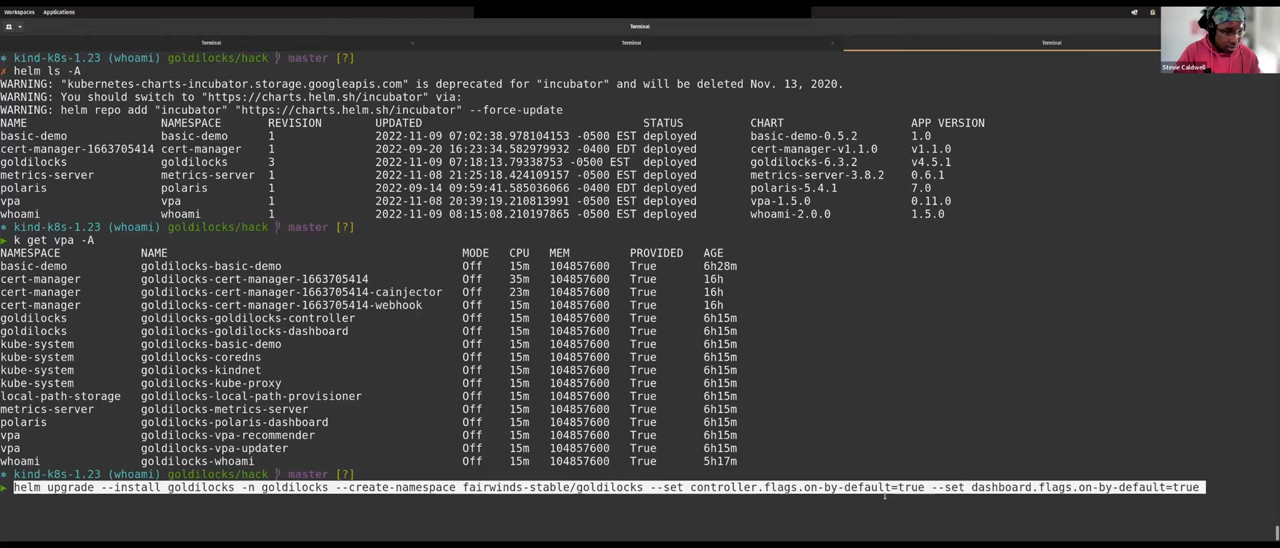 Workspaces Applications
Terminal
Terminal Terminal Terminal
Stevie Caldwell
⎈ kind-k8s-1.23 (whoami) goldilocks/hack master [?]
✗ helm ls -A
WARNING: "kubernetes-charts-incubator.storage.googleapis.com" is deprecated for "incubator" and will be deleted Nov. 13, 2020.
WARNING: You should switch to "https://charts.helm.sh/incubator" via:
WARNING: helm repo add "incubator" "https://charts.helm.sh/incubator" --force-update
NAME NAMESPACE REVISION UPDATED STATUS CHART APP VERSION
basic-demo basic-demo 1 2022-11-09 07:02:38.978104153 -0500 EST deployed basic-demo-0.5.2 1.0
cert-manager-1663705414 cert-manager 1 2022-09-20 16:23:34.582979932 -0400 EDT deployed cert-manager-v1.1.0 v1.1.0
goldilocks goldilocks 3 2022-11-09 07:18:13.79338753 -0500 EST deployed goldilocks-6.3.2 v4.5.1
metrics-server metrics-server 1 2022-11-08 21:25:18.424109157 -0500 EST deployed metrics-server-3.8.2 0.6.1
polaris polaris 1 2022-09-14 09:59:41.585036066 -0400 EDT deployed polaris-5.4.1 7.0
vpa vpa 1 2022-11-08 20:39:19.210813991 -0500 EST deployed vpa-1.5.0 0.11.0
whoami whoami 1 2022-11-09 08:15:08.210197865 -0500 EST deployed whoami-2.0.0 1.5.0
⎈ kind-k8s-1.23 (whoami) goldilocks/hack master [?]
▶ k get vpa -A
NAMESPACE NAME MODE CPU MEM PROVIDED AGE
basic-demo goldilocks-basic-demo Off 15m 104857600 True 6h28m
cert-manager goldilocks-cert-manager-1663705414 Off 35m 104857600 True 16h
cert-manager goldilocks-cert-manager-1663705414-cainjector Off 23m 104857600 True 16h
cert-manager goldilocks-cert-manager-1663705414-webhook Off 15m 104857600 True 16h
goldilocks goldilocks-goldilocks-controller Off 15m 104857600 True 6h15m
goldilocks goldilocks-goldilocks-dashboard Off 15m 104857600 True 6h15m
kube-system goldilocks-basic-demo Off 15m 104857600 True 6h15m
kube-system goldilocks-coredns Off 15m 104857600 True 6h15m
kube-system goldilocks-kindnet Off 15m 104857600 True 6h15m
kube-system goldilocks-kube-proxy Off 15m 104857600 True 6h15m
local-path-storage goldilocks-local-path-provisioner Off 15m 104857600 True 6h15m
metrics-server goldilocks-metrics-server Off 15m 104857600 True 6h15m
polaris goldilocks-polaris-dashboard Off 15m 104857600 True 6h15m
vpa goldilocks-vpa-recommender Off 15m 104857600 True 6h15m
vpa goldilocks-vpa-updater Off 15m 104857600 True 6h15m
whoami goldilocks-whoami Off 15m 104857600 True 5h17m
⎈ kind-k8s-1.23 (whoami) goldilocks/hack master [?]
▶ helm upgrade --install goldilocks -n goldilocks --create-namespace fairwinds-stable/goldilocks --set controller.flags.on-by-default=true --set dashboard.flags.on-by-default=true